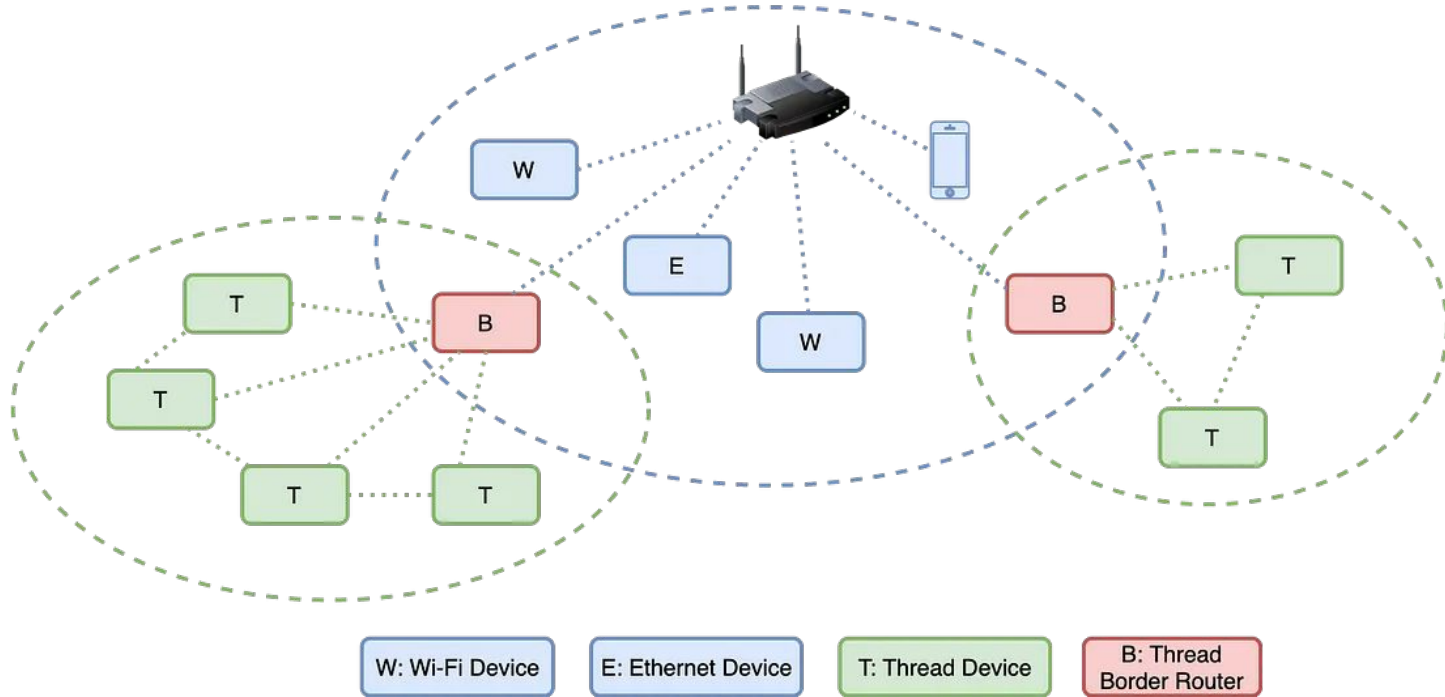 W
E
T
B
B
T
W
T
T
T
T
W: Wi-Fi Device
E: Ethernet Device
T: Thread Device
B: Thread
Border Router